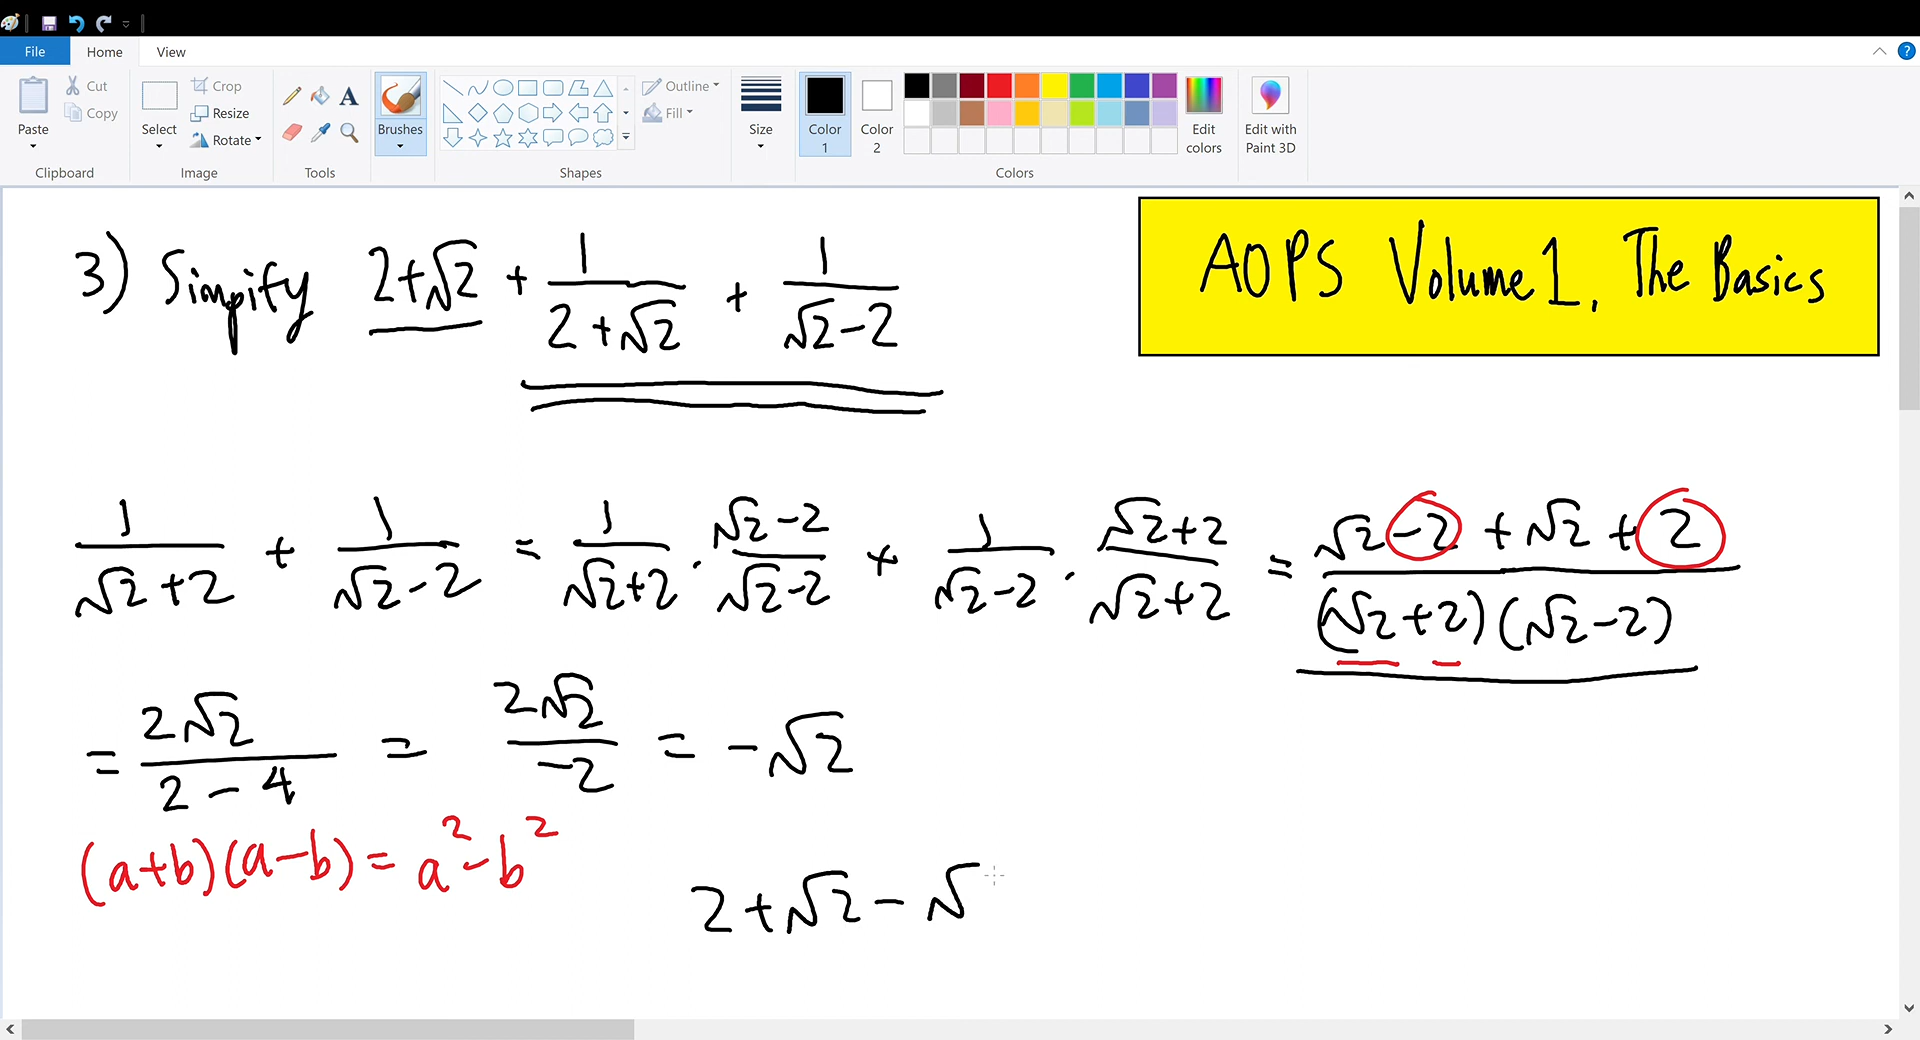 File Home View
Paste Cut Copy Clipboard
Select Crop Resize Rotate Image
A Tools
Brushes
Outline Fill Shapes
Size
Color 1 Color 2 Edit colors Colors
Edit with Paint 3D
?
3) Simpify 2+√2 + 1/(2+√2) + 1/(√2-2)
AOPS Volume 1, The Basics
1/(√2+2) + 1/(√2-2) = 1/(√2+2) · (√2-2)/(√2-2) + 1/(√2-2) · (√2+2)/(√2+2) = (√2-2+√2+2)/((√2+2)(√2-2))
= 2√2/(2-4) = 2√2/-2 = -√2
(a+b)(a-b) = a²-b²
2+√2-√